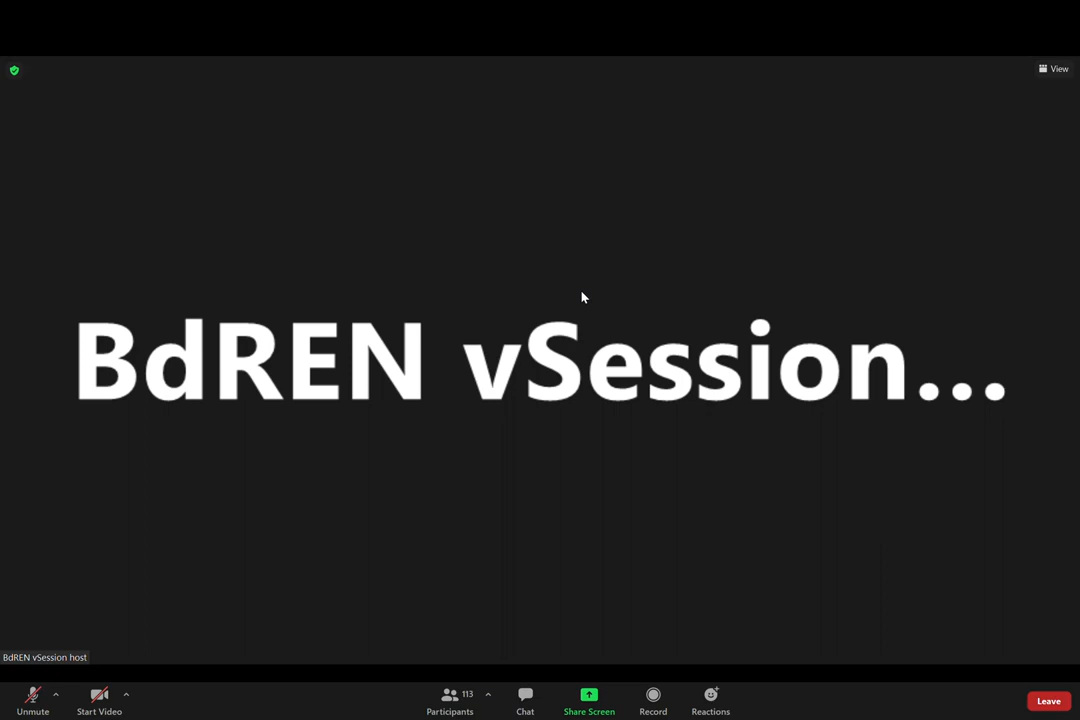 View
BdREN vSession...
BdREN vSession host
Unmute
Start Video
113
Participants
Chat
Share Screen
Record
Reactions
Leave